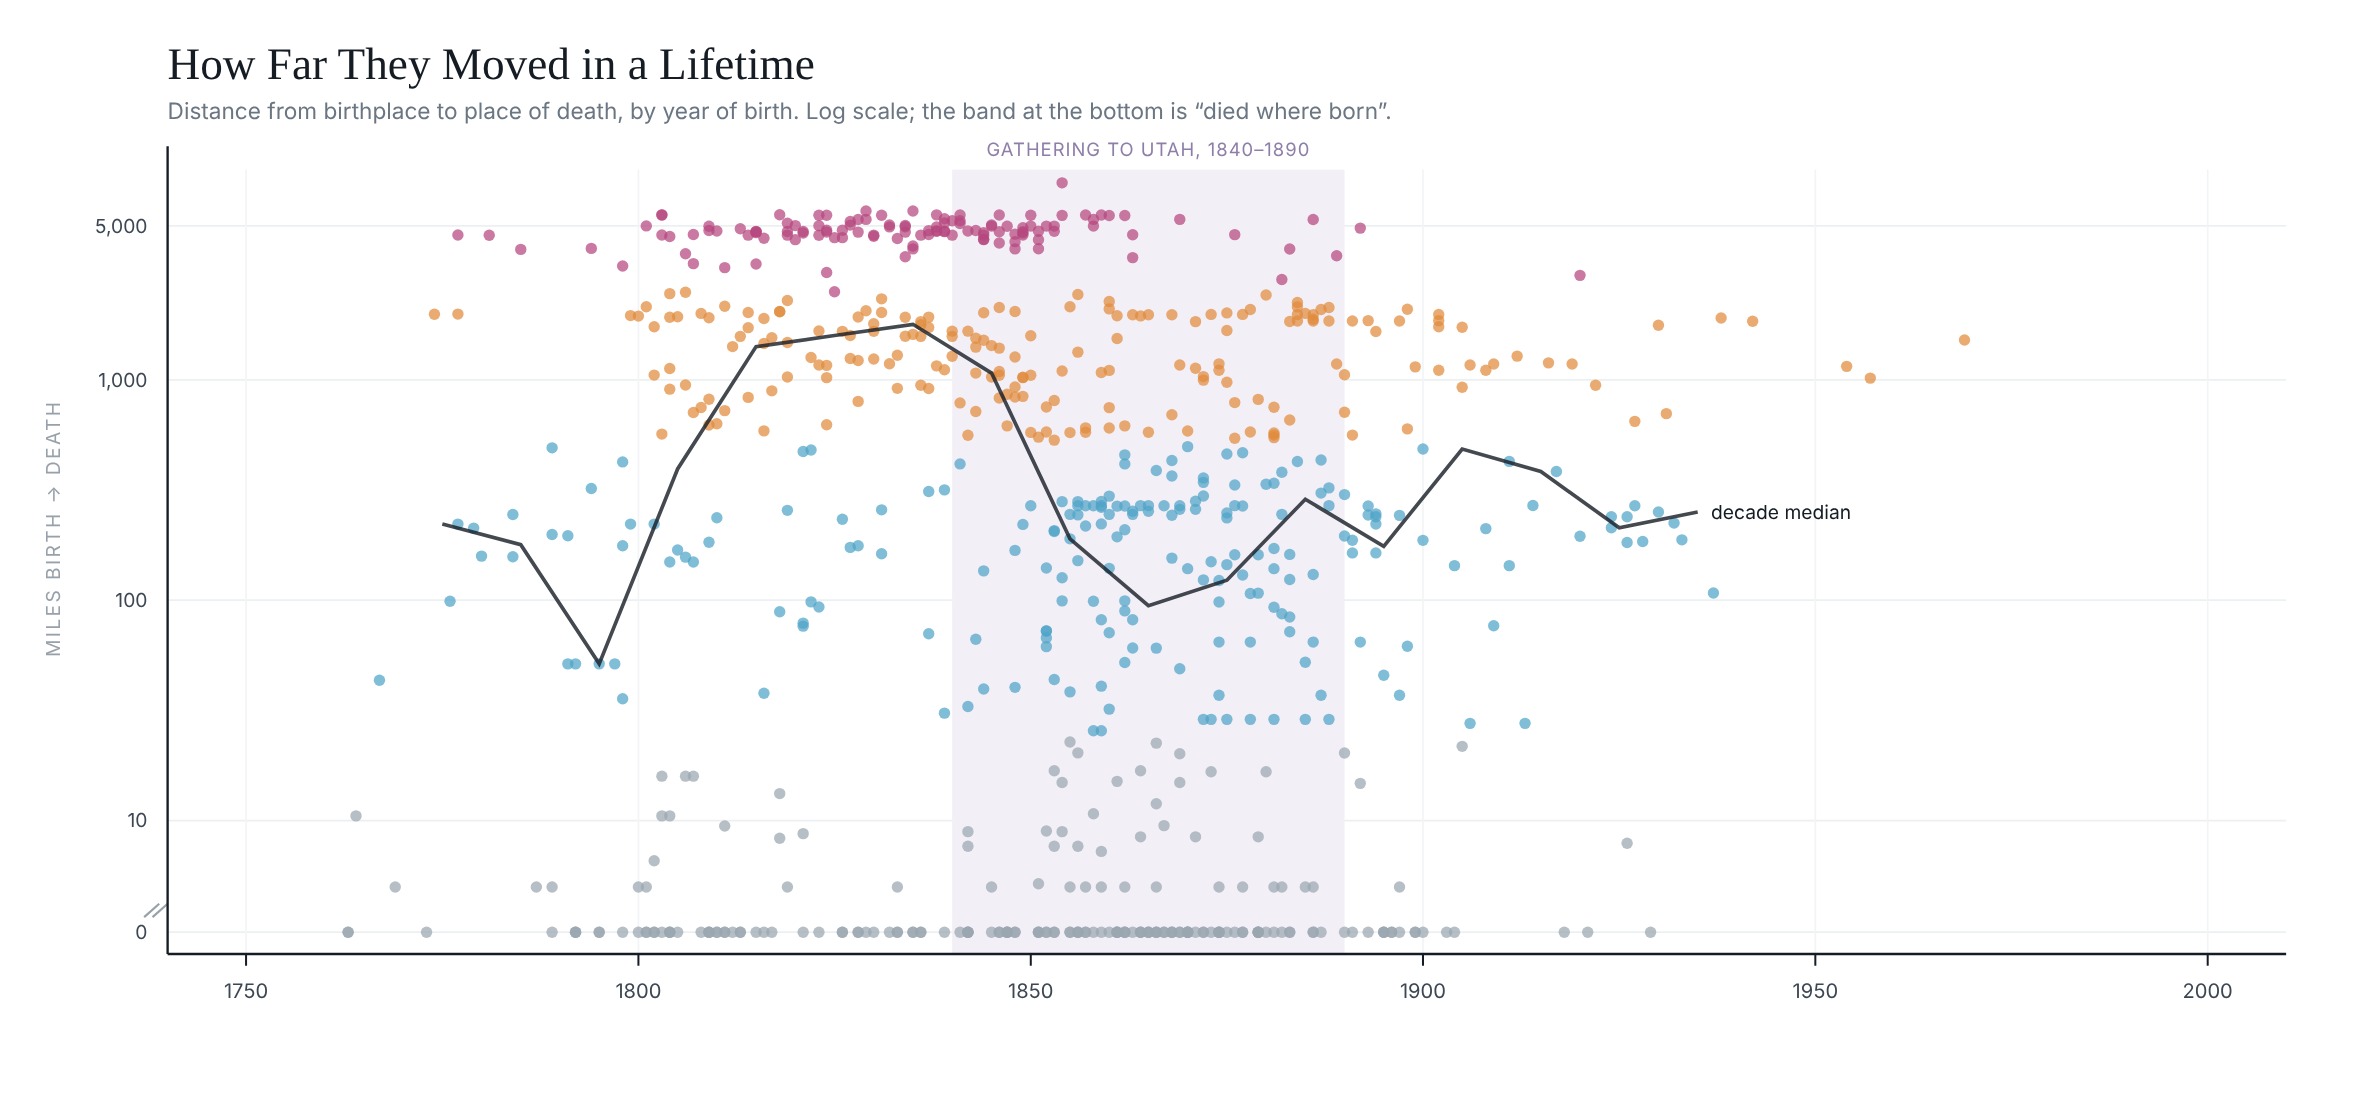 How Far They Moved in a Lifetime
Distance from birthplace to place of death, by year of birth. Log scale; the band at the bottom is “died where born”.
GATHERING TO UTAH, 1840–1890
5,000
1,000
100
10
0
MILES BIRTH → DEATH
decade median
1750
1800
1850
1900
1950
2000